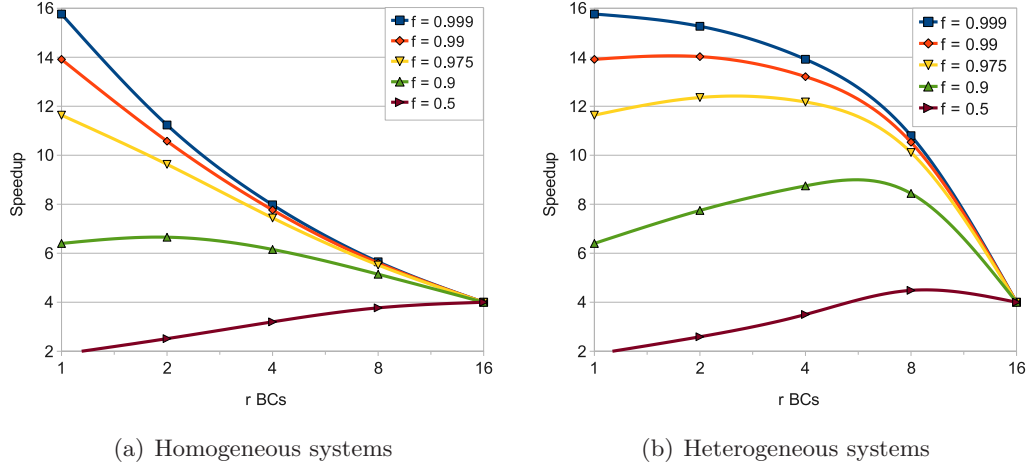 16
14
12
10
8
6
4
2
Speedup
1 2 4 8 16
r BCs
f = 0.999
f = 0.99
f = 0.975
f = 0.9
f = 0.5
(a) Homogeneous systems
16
14
12
10
8
6
4
2
Speedup
1 2 4 8 16
r BCs
f = 0.999
f = 0.99
f = 0.975
f = 0.9
f = 0.5
(b) Heterogeneous systems